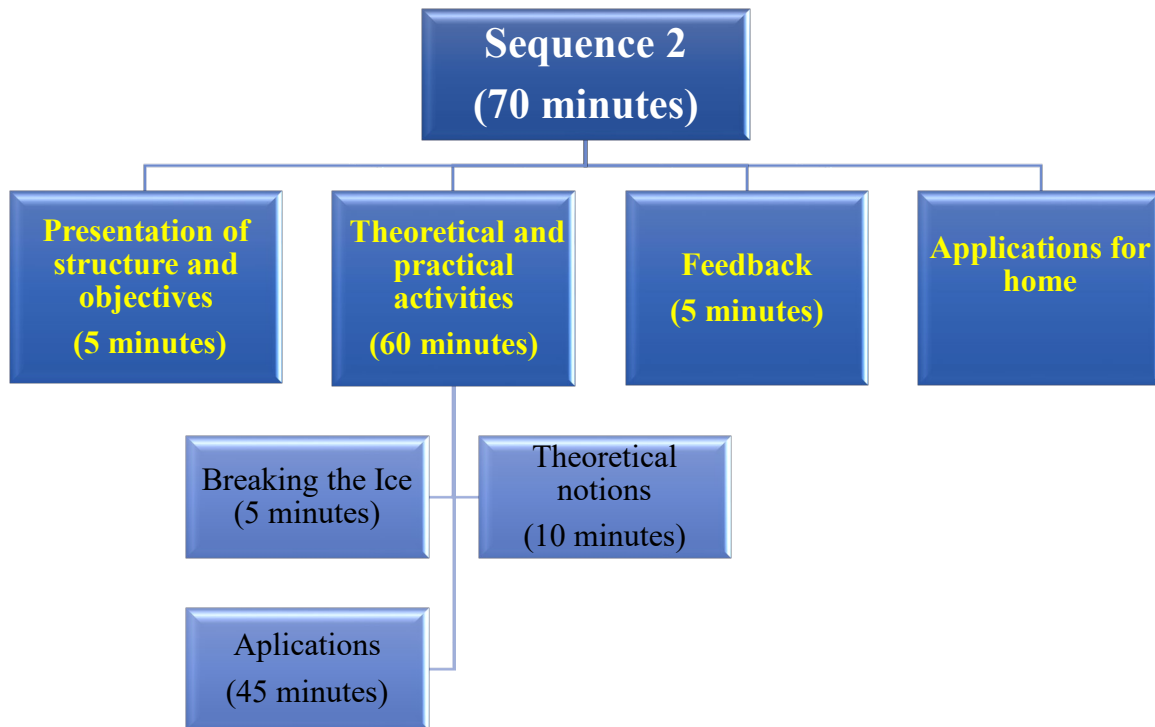 Sequence 2
(70 minutes)
Presentation of
structure and
objectives
(5 minutes)
Theoretical and
practical
activities
(60 minutes)
Feedback
(5 minutes)
Applications for
home
Breaking the Ice
(5 minutes)
Theoretical
notions
(10 minutes)
Aplications
(45 minutes)